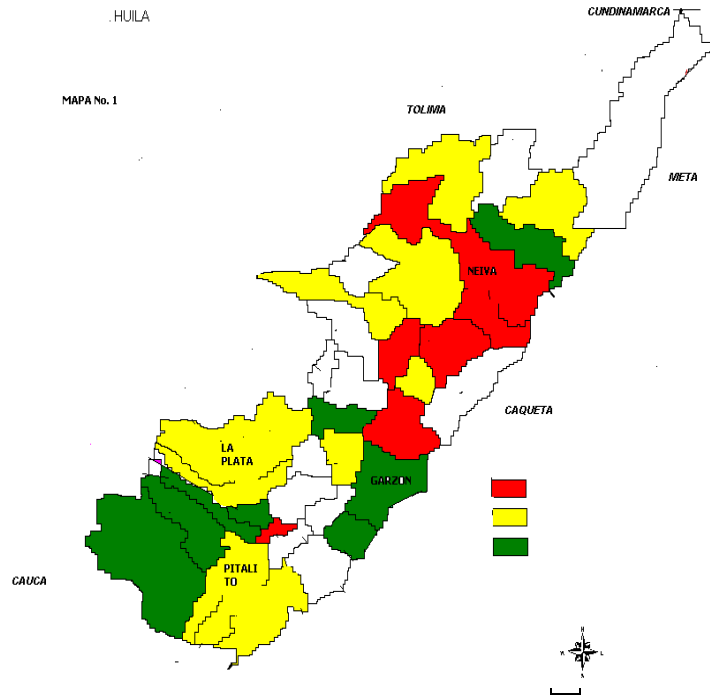 CUNDINAMARCA
. HUILA
MAPA No. 1
TOLIMA
META
NEIVA
CAQUETA
LA
PLATA
GARZON
PITALI
TO
CAUCA